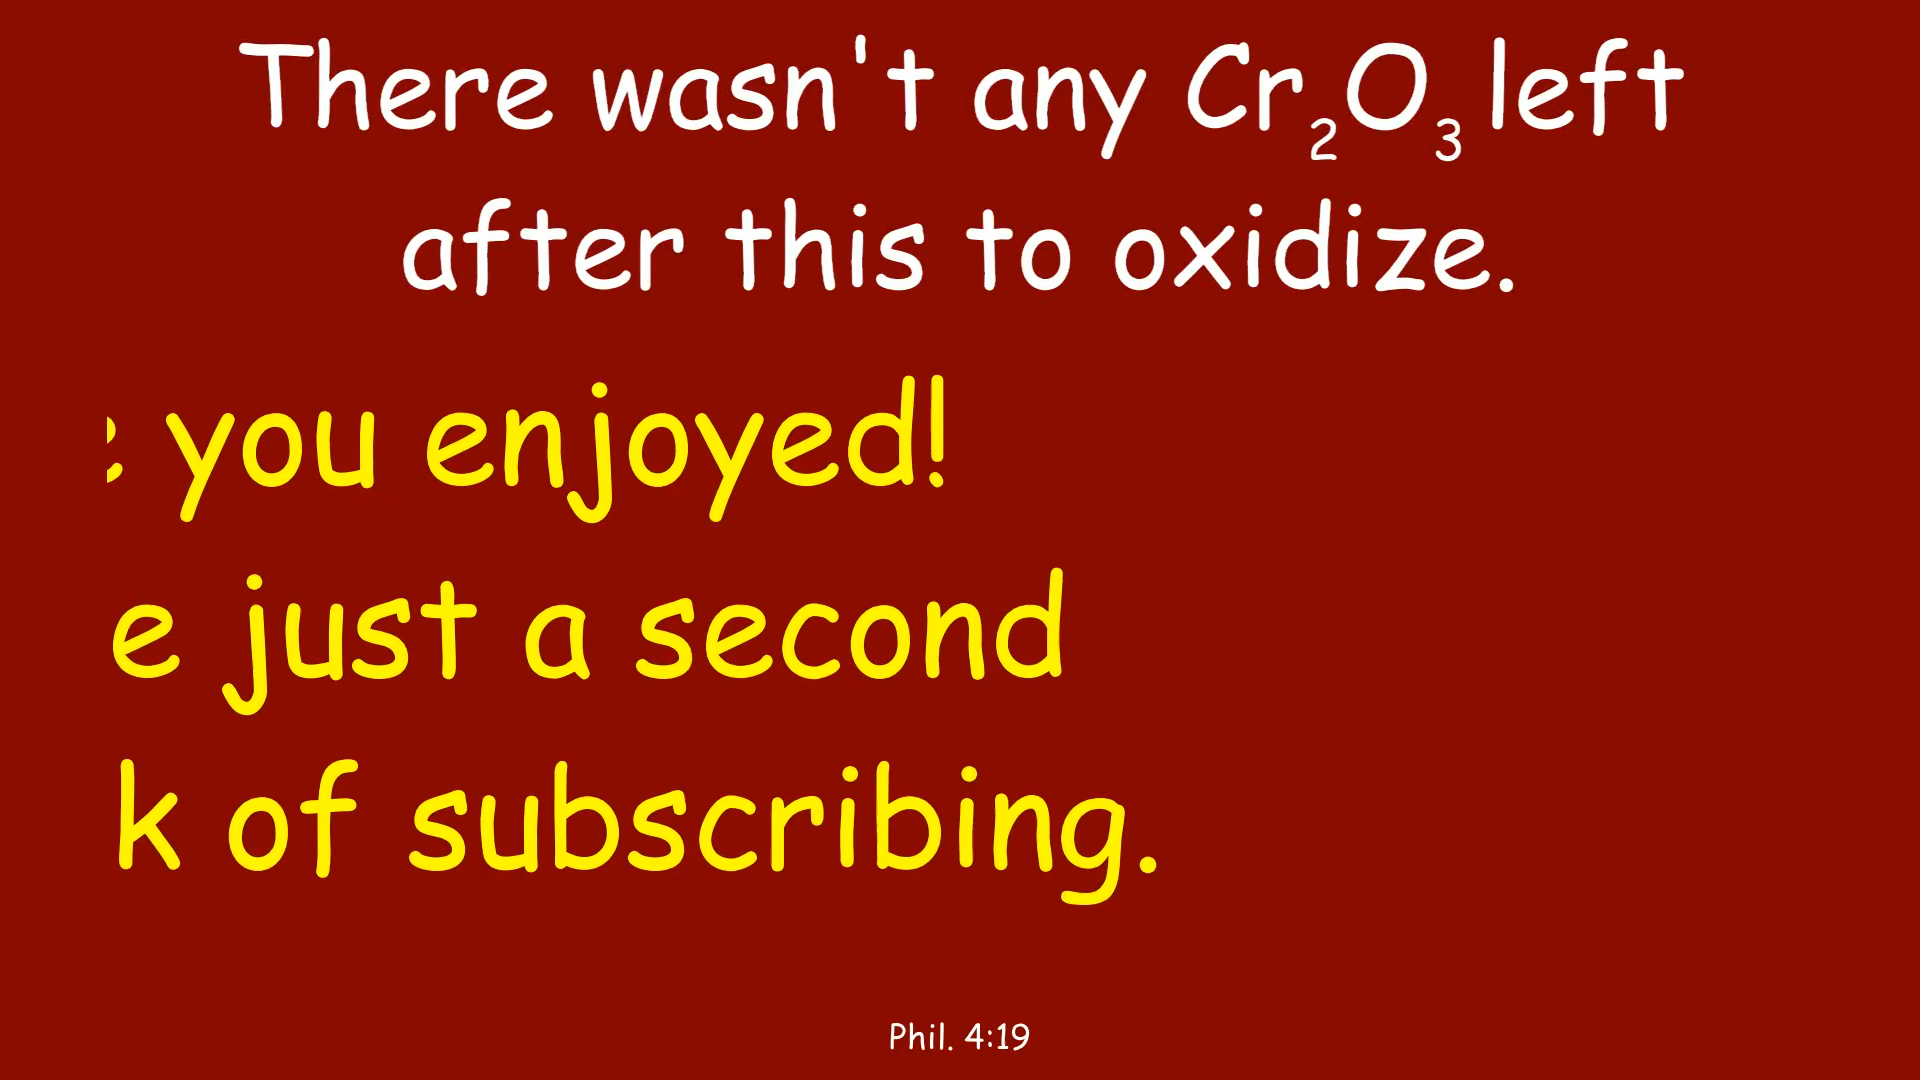 There wasn't any Cr₂O₃ left
after this to oxidize.
you enjoyed!
e just a second
k of subscribing.
Phil. 4:19